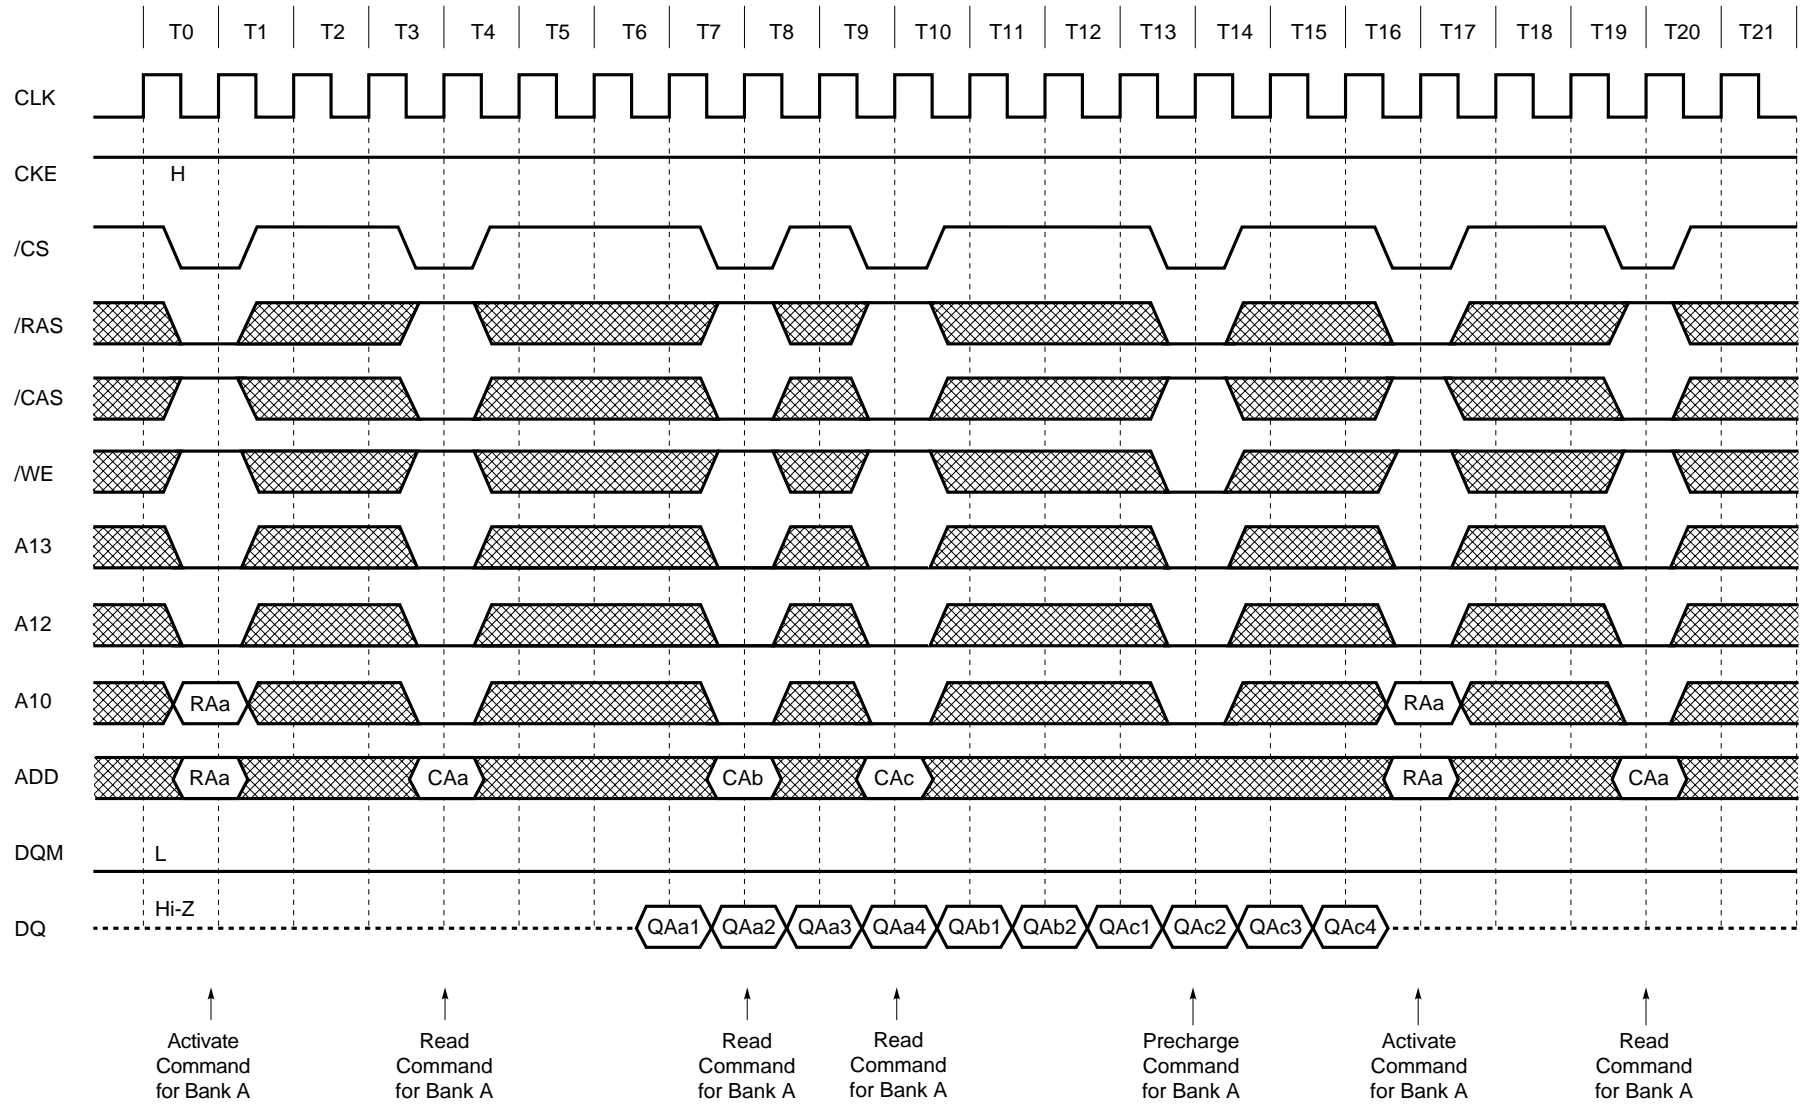 T0 T1 T2 T3 T4 T5 T6 T7 T8 T9 T10 T11 T12 T13 T14 T15 T16 T17 T18 T19 T20 T21
CLK
CKE H
/CS
/RAS
/CAS
/WE
A13
A12
A10 RAa RAa
ADD RAa CAa CAb CAc RAa CAa
DQM L
Hi-Z
DQ QAa1 QAa2 QAa3 QAa4 QAb1 QAb2 QAc1 QAc2 QAc3 QAc4
Activate
Command
for Bank A
Read
Command
for Bank A
Read
Command
for Bank A
Read
Command
for Bank A
Precharge
Command
for Bank A
Activate
Command
for Bank A
Read
Command
for Bank A